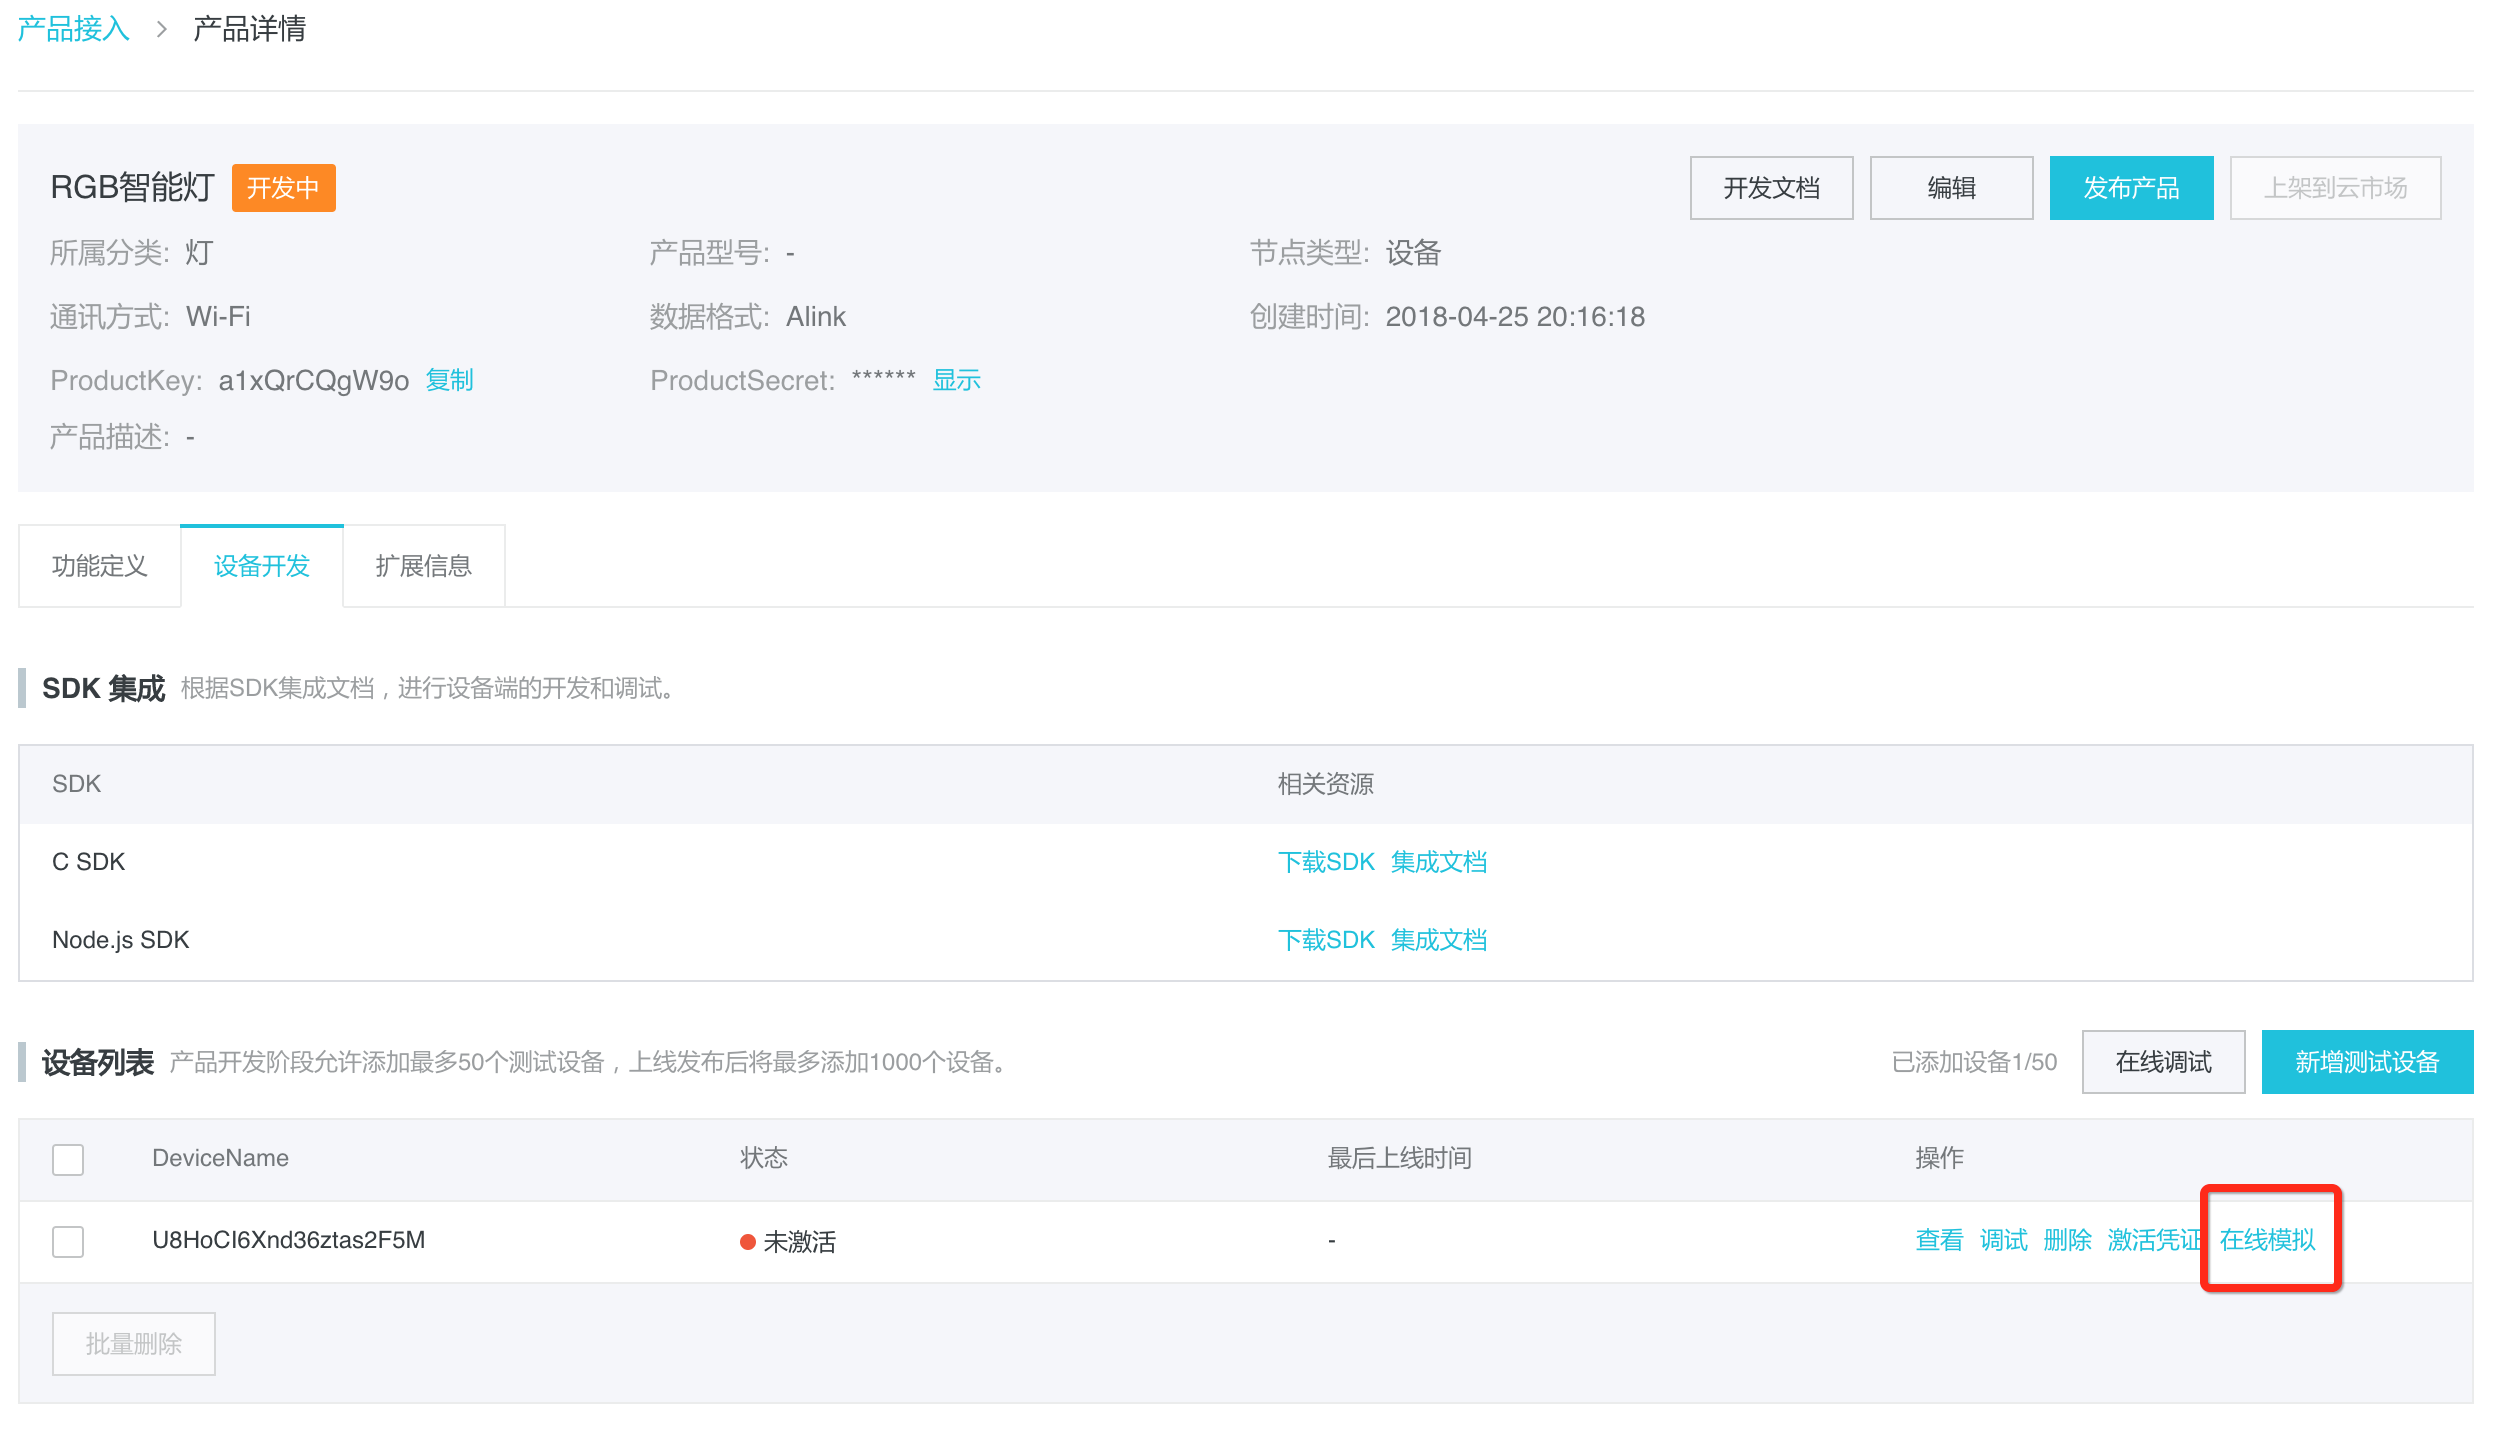 产品接入 > 产品详情
RGB智能灯 开发中 开发文档 编辑 发布产品 上架到云市场
所属分类: 灯 产品型号: - 节点类型: 设备
通讯方式: Wi-Fi 数据格式: Alink 创建时间: 2018-04-25 20:16:18
ProductKey: a1xQrCQgW9o 复制 ProductSecret: ****** 显示
产品描述: -
功能定义 设备开发 扩展信息
SDK 集成 根据SDK集成文档，进行设备端的开发和调试。
SDK 相关资源
C SDK 下载SDK 集成文档
Node.js SDK 下载SDK 集成文档
设备列表 产品开发阶段允许添加最多50个测试设备，上线发布后将最多添加1000个设备。 已添加设备1/50 在线调试 新增测试设备
DeviceName 状态 最后上线时间 操作
U8HoCI6Xnd36ztas2F5M 未激活 - 查看 调试 删除 激活凭证 在线模拟
批量删除